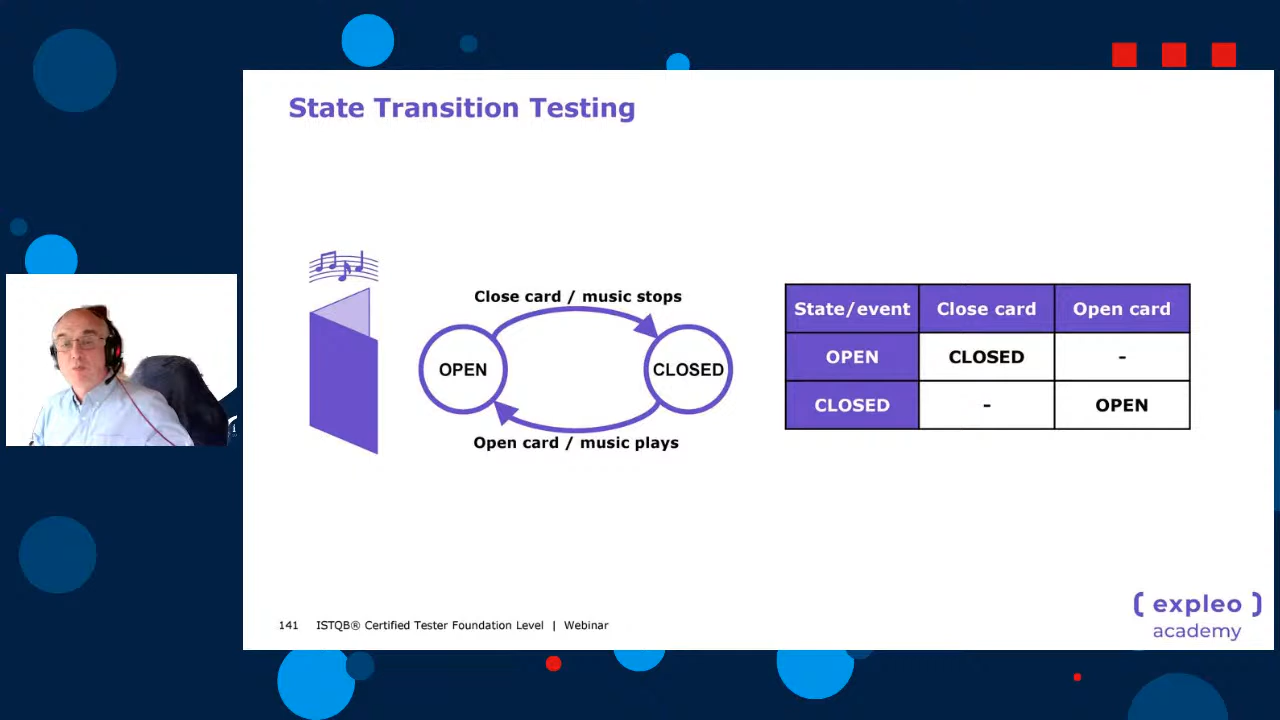 State Transition Testing
Close card / music stops
OPEN
CLOSED
Open card / music plays
State/event Close card Open card
OPEN CLOSED -
CLOSED - OPEN
141 ISTQB® Certified Tester Foundation Level | Webinar
( expleo )
academy